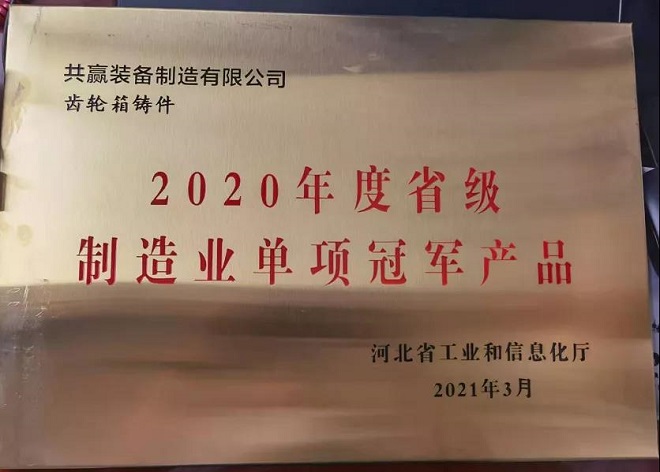 共赢装备制造有限公司
齿轮箱铸件
2020年度省级
制造业单项冠军产品
河北省工业和信息化厅
2021年3月